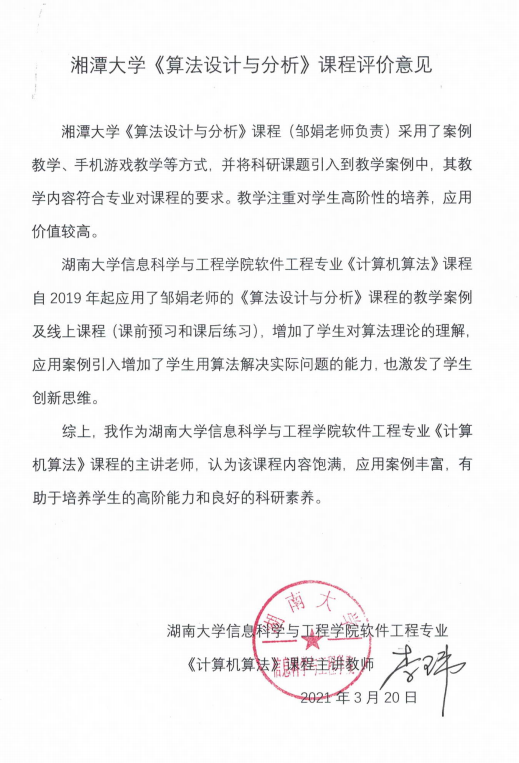 湘潭大学《算法设计与分析》课程评价意见
湘潭大学《算法设计与分析》课程（邹娟老师负责）采用了案例
教学、手机游戏教学等方式，并将科研课题引入到教学案例中，其教
学内容符合专业对课程的要求。教学注重对学生高阶性的培养，应用
价值较高。
湖南大学信息科学与工程学院软件工程专业《计算机算法》课程
自 2019 年起应用了邹娟老师的《算法设计与分析》课程的教学案例
及线上课程（课前预习和课后练习），增加了学生对算法理论的理解，
应用案例引入增加了学生用算法解决实际问题的能力，也激发了学生
创新思维。
综上，我作为湖南大学信息科学与工程学院软件工程专业《计算
机算法》课程的主讲老师，认为该课程内容饱满，应用案例丰富，有
助于培养学生的高阶能力和良好的科研素养。
湖南大学
湖南大学信息科学与工程学院软件工程专业
《计算机算法》课程主讲教师 李玮
信息科学与工程学院
2021 年 3 月 20 日